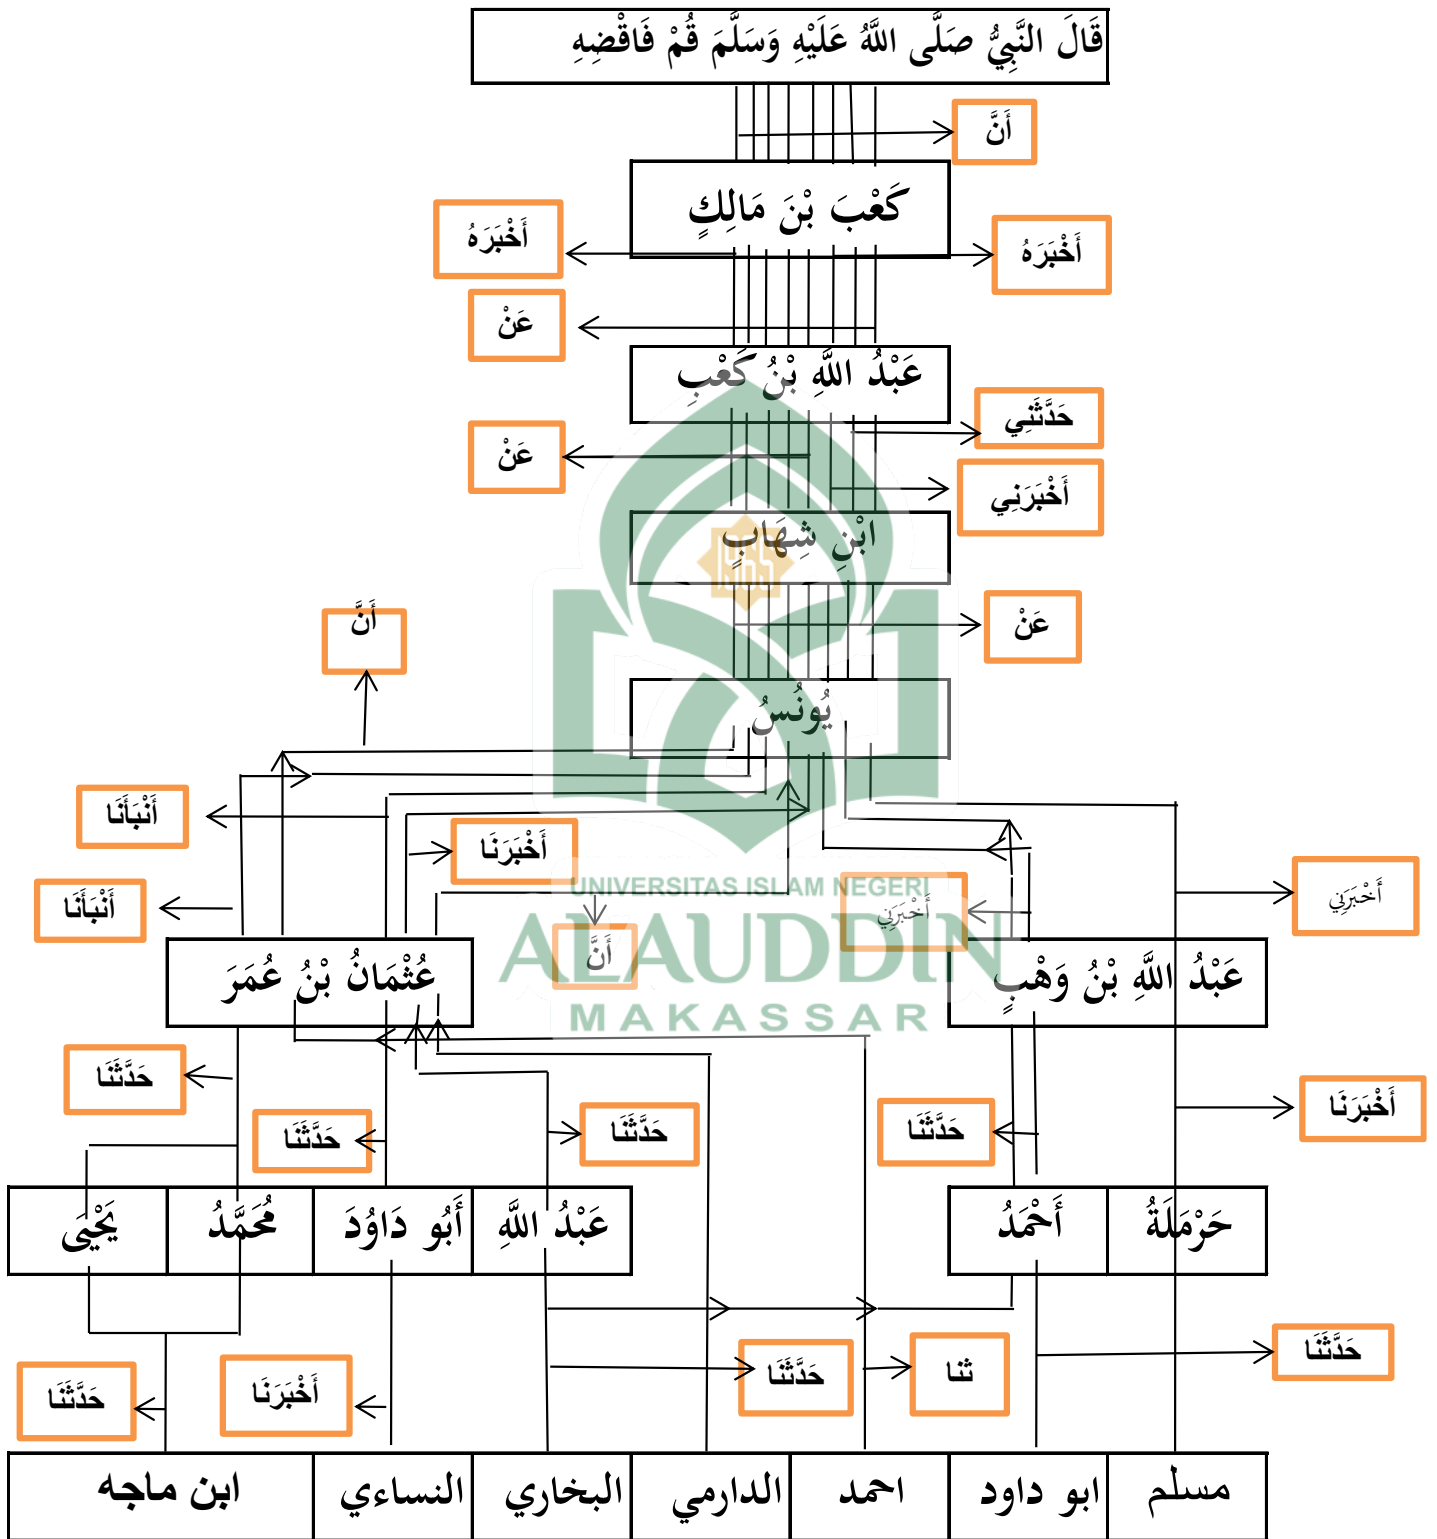 قَالَ النَّبِيُّ صَلَّى اللَّهُ عَلَيْهِ وَسَلَّمَ قُمْ فَاقْضِهِ
أَنَّ
كَعْبَ بْنَ مَالِكٍ
أَخْبَرَهُ
أَخْبَرَهُ
عَنْ
عَبْدُ اللَّهِ بْنُ كَعْبِ
حَدَّثَنِي
عَنْ
أَخْبَرَنِي
ابْنِ شِهَابٍ
1965
عَنْ
أَنَّ
يُونُسُ
أَنْبَأَنَا
أَخْبَرَنَا
أَخْبَرَنِي
أَخْبَرَنِي
أَنْبَأَنَا
UNIVERSITAS ISLAM NEGERI
ALAUDDIN
MAKASSAR
أَنَّ
عَبْدُ اللَّهِ بْنُ وَهْبٍ
عُثْمَانُ بْنُ عُمَرَ
حَدَّثَنَا
أَخْبَرَنَا
حَدَّثَنَا
حَدَّثَنَا
حَدَّثَنَا
حَرْمَلَةُ
أَحْمَدُ
عَبْدُ اللَّهِ
أَبُو دَاوُدَ
مُحَمَّدُ
يَحْيَى
حَدَّثَنَا
ثنا
حَدَّثَنَا
أَخْبَرَنَا
حَدَّثَنَا
مسلم
ابو داود
احمد
الدارمي
البخاري
النساءي
ابن ماجه